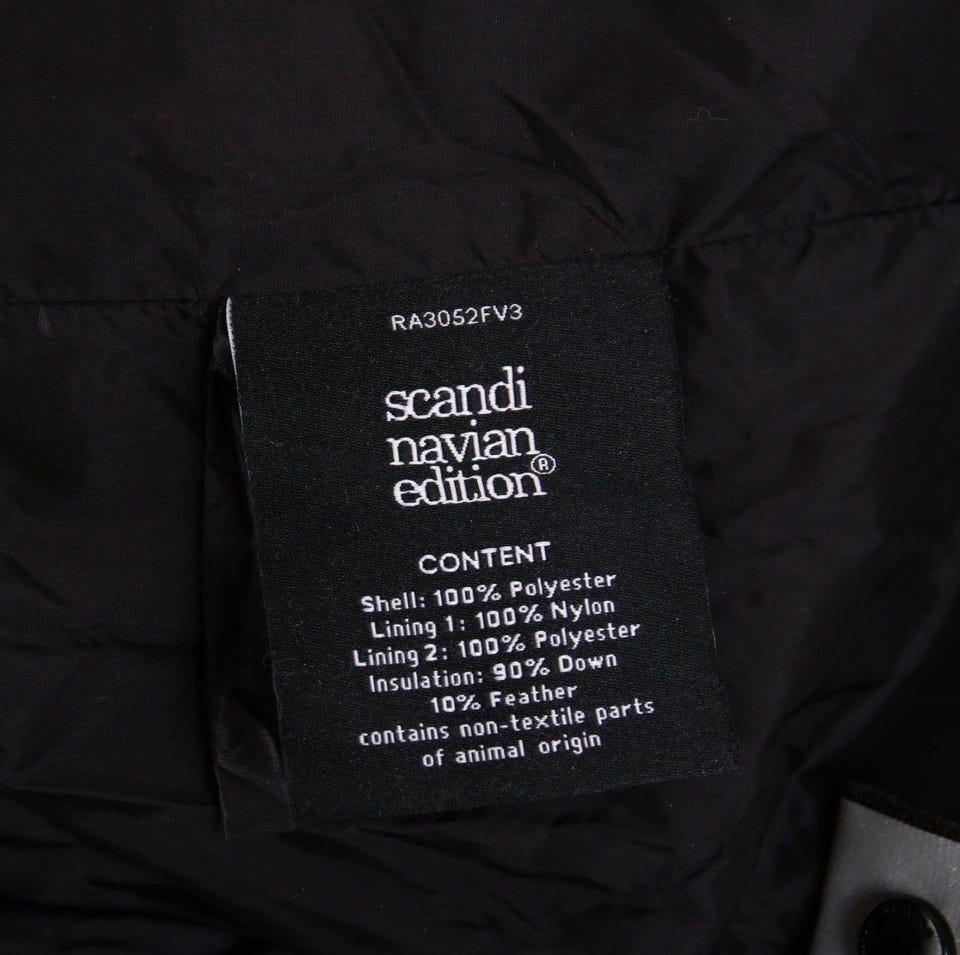 RA3052FV3
scandi
navian
edition®
CONTENT
Shell: 100% Polyester
Lining 1: 100% Nylon
Lining 2: 100% Polyester
Insulation: 90% Down
10% Feather
contains non-textile parts
of animal origin